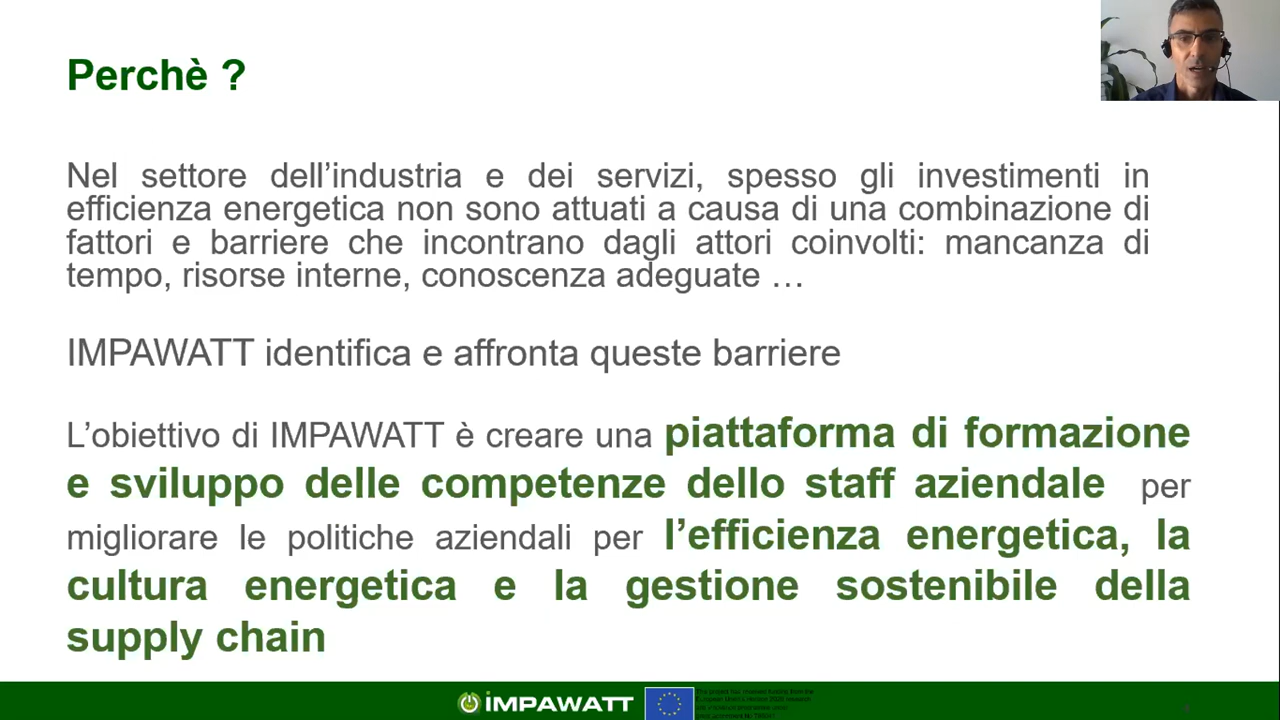 Perchè ?
Nel settore dell’industria e dei servizi, spesso gli investimenti in
efficienza energetica non sono attuati a causa di una combinazione di
fattori e barriere che incontrano dagli attori coinvolti: mancanza di
tempo, risorse interne, conoscenza adeguate …
IMPAWATT identifica e affronta queste barriere
L’obiettivo di IMPAWATT è creare una piattaforma di formazione
e sviluppo delle competenze dello staff aziendale per
migliorare le politiche aziendali per l’efficienza energetica, la
cultura energetica e la gestione sostenibile della
supply chain
iMPAWATT